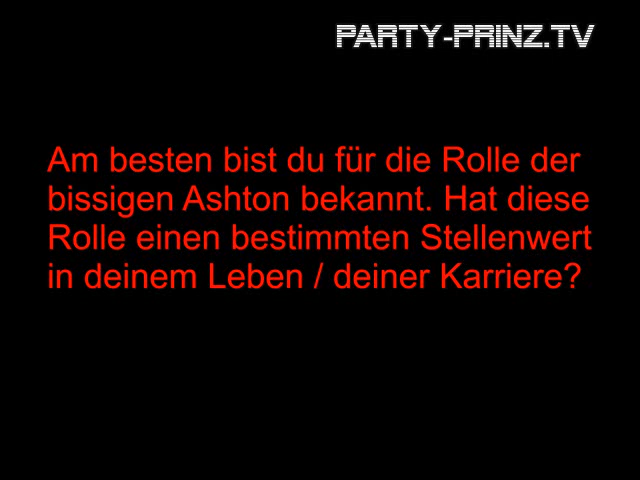 PARTY-PRINZ.TV
Am besten bist du für die Rolle der
bissigen Ashton bekannt. Hat diese
Rolle einen bestimmten Stellenwert
in deinem Leben / deiner Karriere?